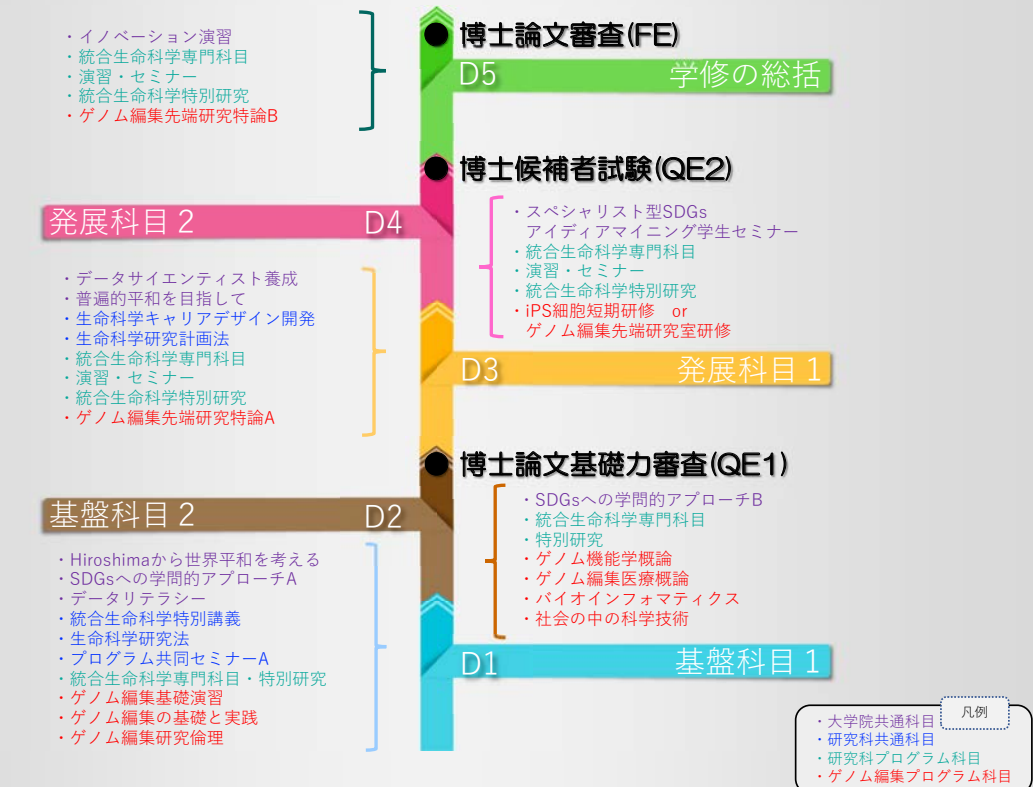 ・イノベーション演習
・統合生命科学専門科目
・演習・セミナー
・統合生命科学特別研究
・ゲノム編集先端研究特論B
博士論文審査(FE)
D5
学修の総括
博士候補者試験(QE2)
発展科目２
D4
・スペシャリスト型SDGs
アイディアマイニング学生セミナー
・統合生命科学専門科目
・演習・セミナー
・統合生命科学特別研究
・iPS細胞短期研修　or
ゲノム編集先端研究室研修
・データサイエンティスト養成
・普遍的平和を目指して
・生命科学キャリアデザイン開発
・生命科学研究計画法
・統合生命科学専門科目
・演習・セミナー
・統合生命科学特別研究
・ゲノム編集先端研究特論A
D3
発展科目１
博士論文基礎力審査(QE1)
基盤科目２
D2
・SDGsへの学問的アプローチB
・統合生命科学専門科目
・特別研究
・ゲノム機能学概論
・ゲノム編集医療概論
・バイオインフォマティクス
・社会の中の科学技術
・Hiroshimaから世界平和を考える
・SDGsへの学問的アプローチA
・データリテラシー
・統合生命科学特別講義
・生命科学研究法
・プログラム共同セミナーA
・統合生命科学専門科目・特別研究
・ゲノム編集基礎演習
・ゲノム編集の基礎と実践
・ゲノム編集研究倫理
D1
基盤科目１
凡例
・大学院共通科目
・研究科共通科目
・研究科プログラム科目
・ゲノム編集プログラム科目